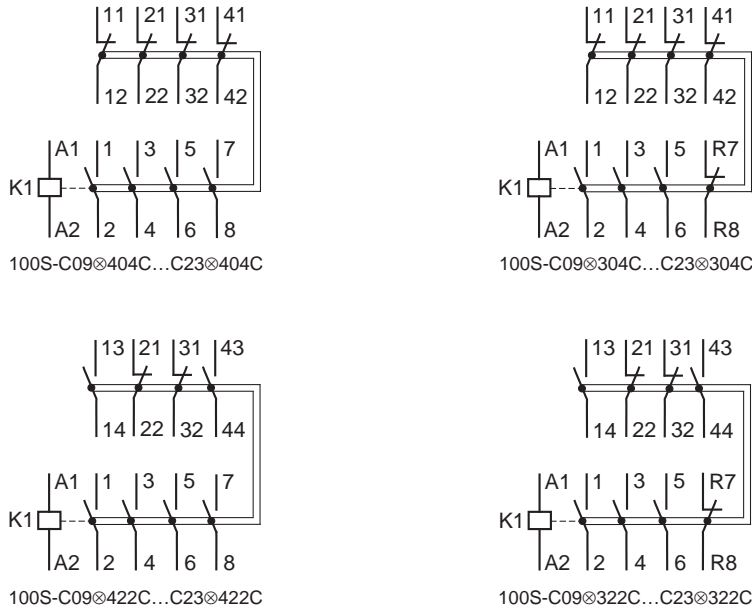 11 21 31 41
12 22 32 42
A1 1 3 5 7
K1
A2 2 4 6 8
100S-C09⊗404C...C23⊗404C
11 21 31 41
12 22 32 42
A1 1 3 5 R7
K1
A2 2 4 6 R8
100S-C09⊗304C...C23⊗304C
13 21 31 43
14 22 32 44
A1 1 3 5 7
K1
A2 2 4 6 8
100S-C09⊗422C...C23⊗422C
13 21 31 43
14 22 32 44
A1 1 3 5 R7
K1
A2 2 4 6 R8
100S-C09⊗322C...C23⊗322C